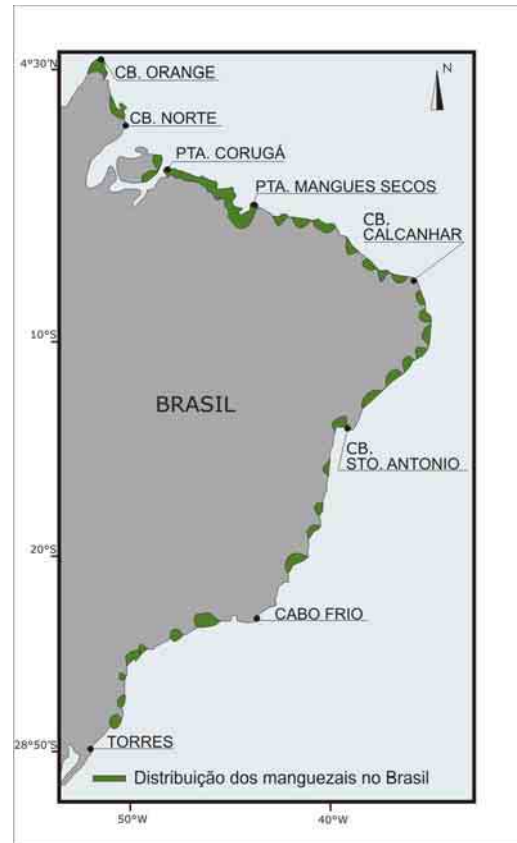 4°30'N
N
CB. ORANGE
CB. NORTE
PTA. CORUGÁ
PTA. MANGUES SECOS
CB.
CALCANHAR
10°S
BRASIL
CB.
STO. ANTONIO
20°S
CABO FRIO
28°50'S
TORRES
Distribuição dos manguezais no Brasil
50°W
40°W